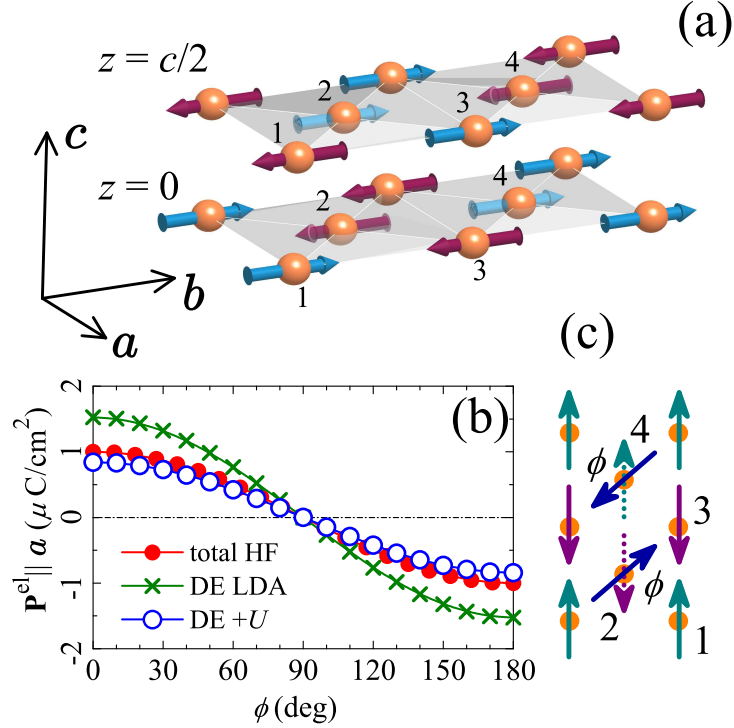 (a)
z = c/2
4
2
3
1
c
z = 0
4
2
3
1
b
a
(c)
(b)
P^el || a (μ C/cm²)
2
1
0
-1
-2
total HF
DE LDA
DE +U
0 30 60 90 120 150 180
ϕ (deg)
4
ϕ
3
ϕ
2
1